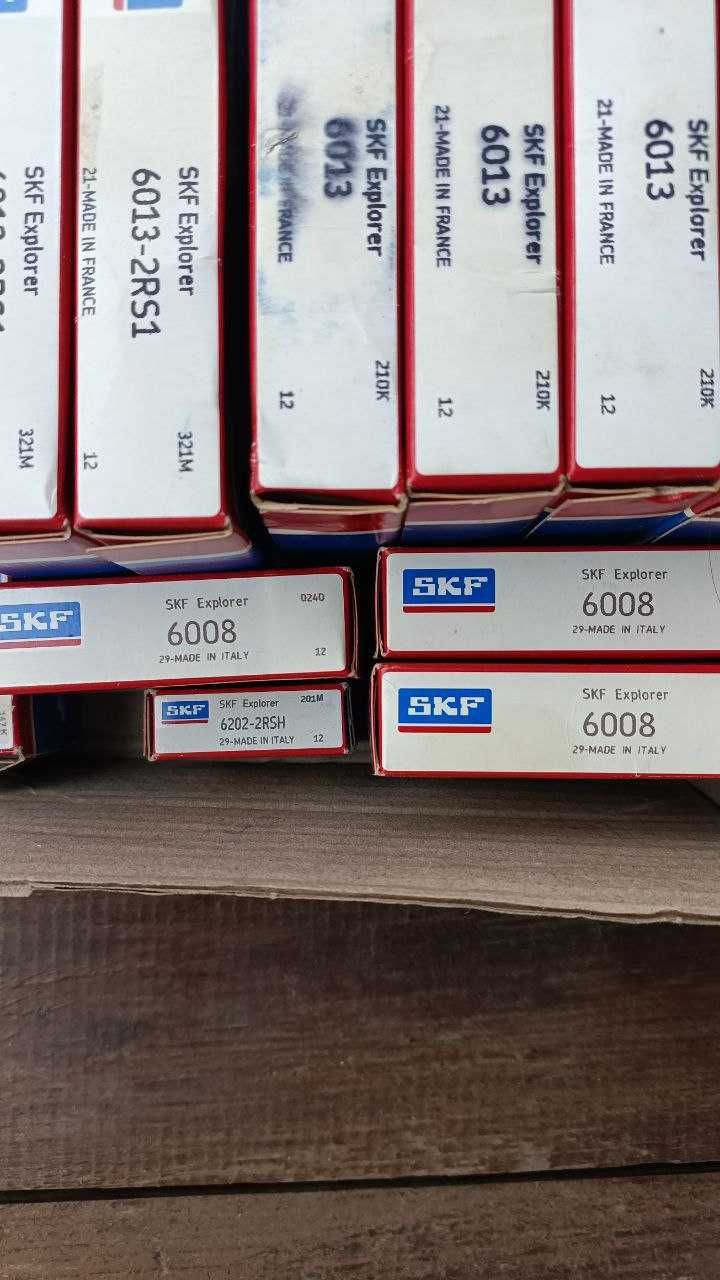 SKF Explorer
321M
SKF Explorer
6013-2RS1
21-MADE IN FRANCE
321M
12
SKF Explorer
6013
FRANCE
210K
12
SKF Explorer
6013
21-MADE IN FRANCE
210K
12
SKF Explorer
6013
21-MADE IN FRANCE
210K
12
SKF
SKF Explorer
0240
6008
29-MADE IN ITALY
12
SKF
SKF Explorer
6008
29-MADE IN ITALY
SKF
SKF Explorer
201M
6202-2RSH
29-MADE IN ITALY
12
SKF
SKF Explorer
6008
29-MADE IN ITALY